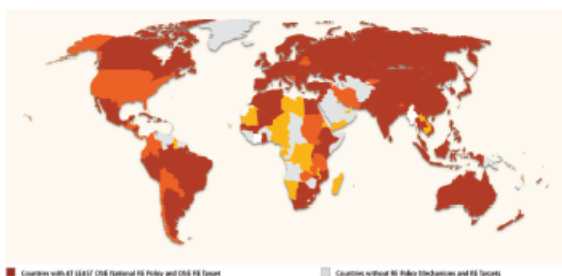 Countries with AT LEAST ONE National RE Policy and ONE RE Target
Countries without RE Policy Mechanisms and RE Targets